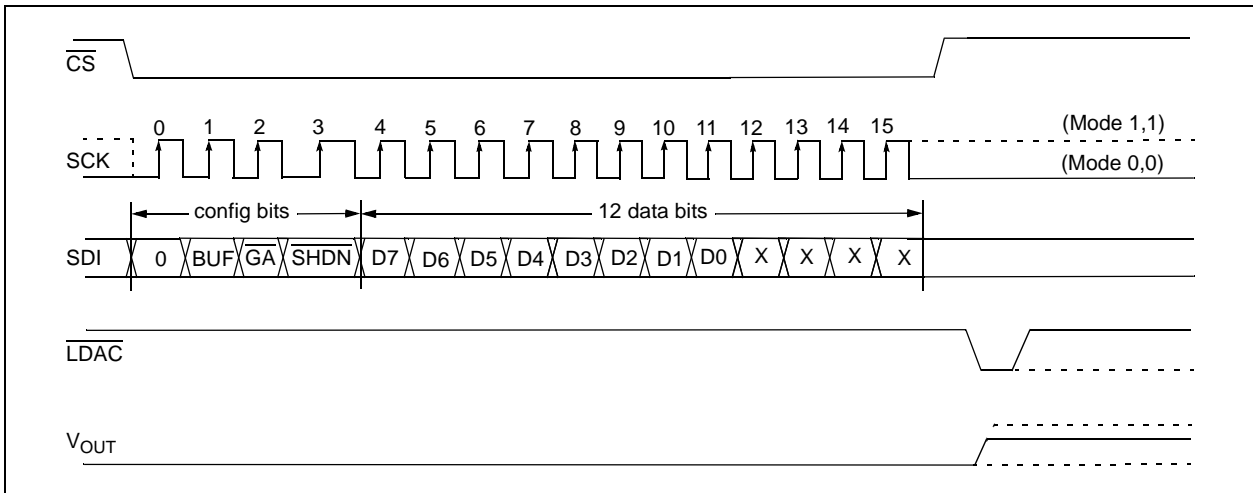 CS
0 1 2 3 4 5 6 7 8 9 10 11 12 13 14 15
(Mode 1,1)
SCK
(Mode 0,0)
config bits
12 data bits
SDI 0 BUF GA SHDN D7 D6 D5 D4 D3 D2 D1 D0 X X X X
LDAC
VOUT